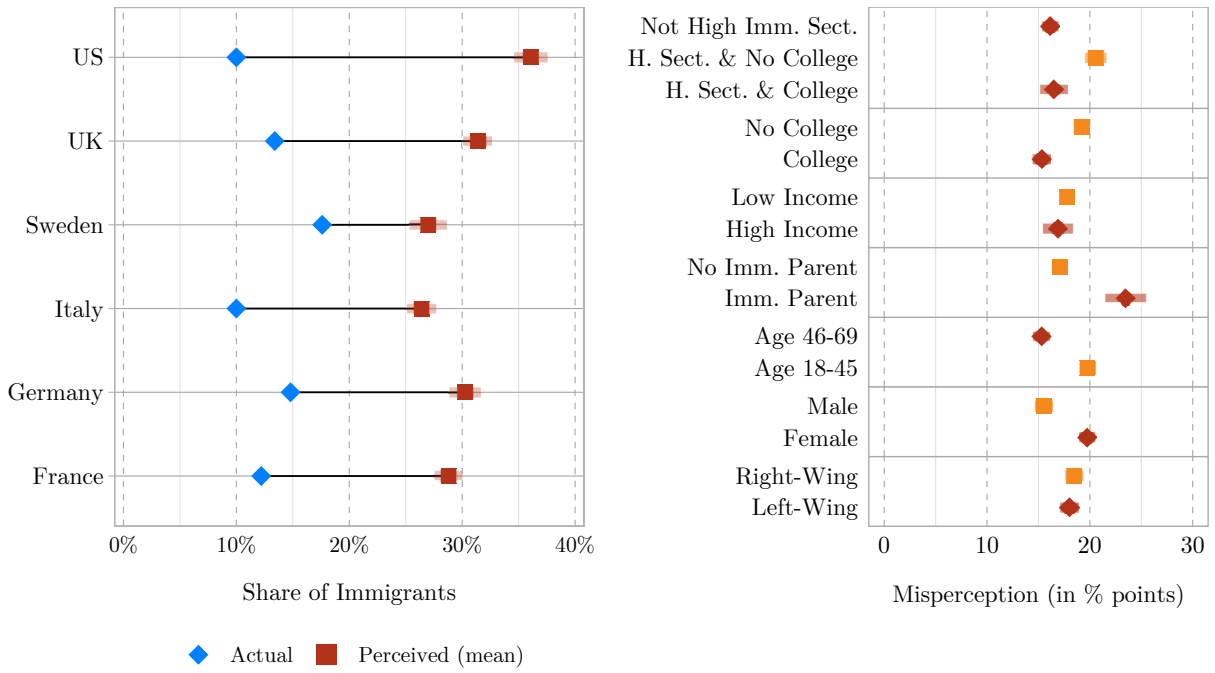 US
UK
Sweden
Italy
Germany
France
0% 10% 20% 30% 40%
Share of Immigrants
Actual Perceived (mean)
Not High Imm. Sect.
H. Sect. & No College
H. Sect. & College
No College
College
Low Income
High Income
No Imm. Parent
Imm. Parent
Age 46-69
Age 18-45
Male
Female
Right-Wing
Left-Wing
0 10 20 30
Misperception (in % points)